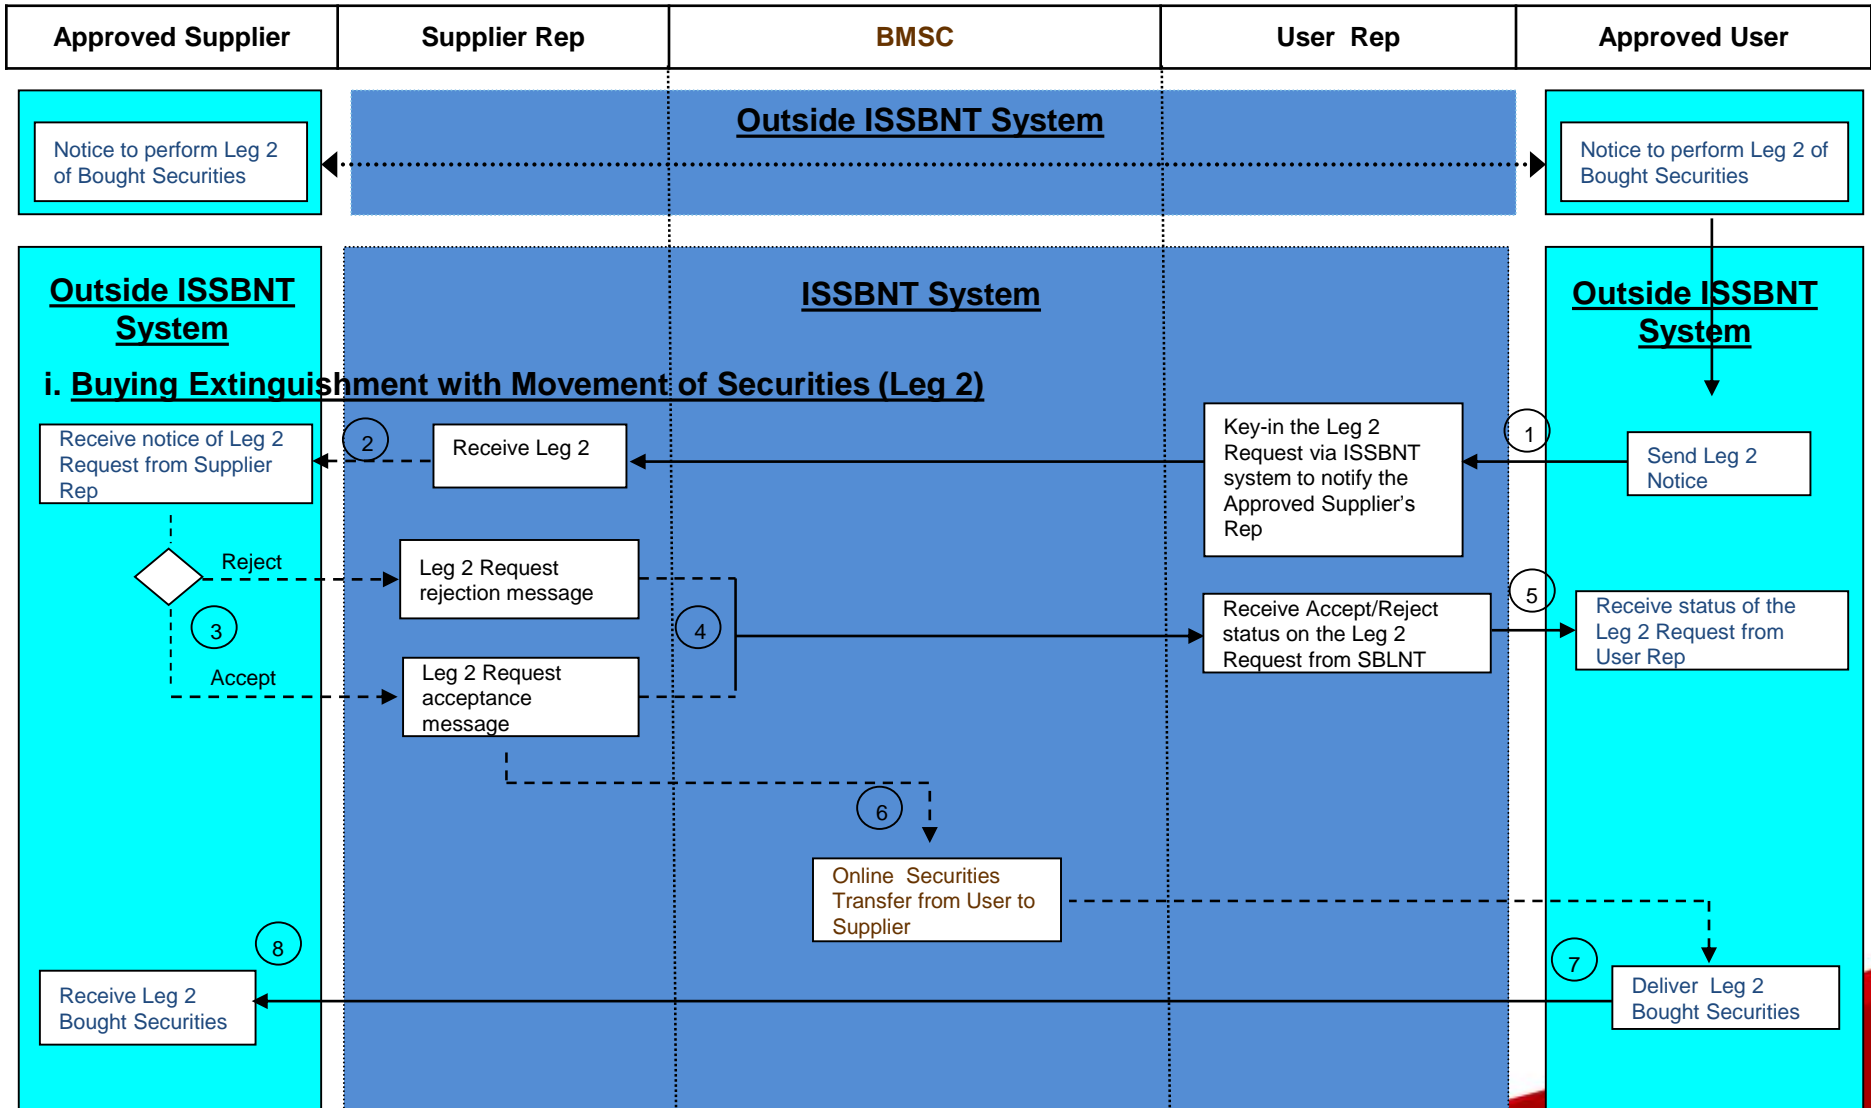 Approved Supplier
Supplier Rep
BMSC
User Rep
Approved User
Outside ISSBNT System
Notice to perform Leg 2
of Bought Securities
Notice to perform Leg 2 of
Bought Securities
Outside ISSBNT
System
ISSBNT System
Outside ISSBNT
System
i. Buying Extinguishment with Movement of Securities (Leg 2)
Receive notice of Leg 2
Request from Supplier
Rep
2
Receive Leg 2
Key-in the Leg 2
Request via ISSBNT
system to notify the
Approved Supplier's
Rep
1
Send Leg 2
Notice
Reject
Leg 2 Request
rejection message
3
4
Receive Accept/Reject
status on the Leg 2
Request from SBLNT
5
Receive status of the
Leg 2 Request from
User Rep
Accept
Leg 2 Request
acceptance
message
6
Online Securities
Transfer from User to
Supplier
8
7
Receive Leg 2
Bought Securities
Deliver Leg 2
Bought Securities